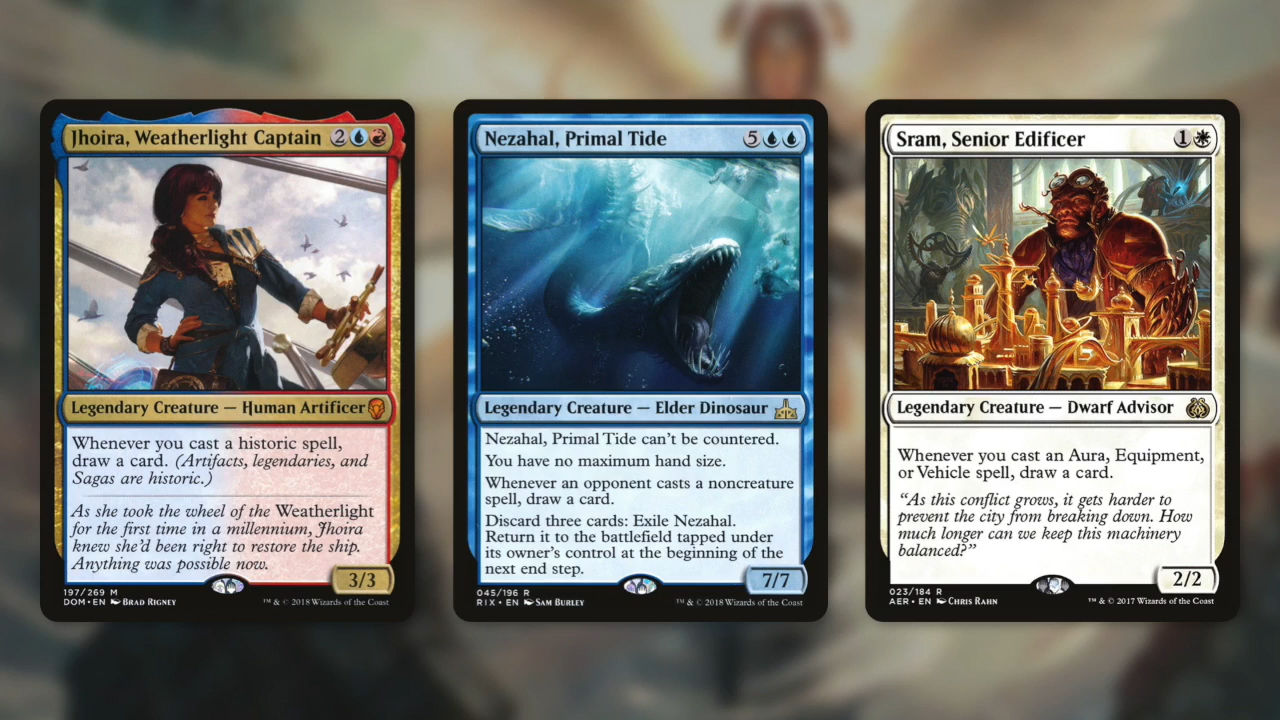 Jhoira, Weatherlight Captain 2
Legendary Creature — Human Artificer
Whenever you cast a historic spell,
draw a card. (Artifacts, legendaries, and
Sagas are historic.)
As she took the wheel of the Weatherlight
for the first time in a millennium, Jhoira
knew she'd been right to restore the ship.
Anything was possible now.
3/3
197/269 M
DOM • EN Brad Rigney
™ & © 2018 Wizards of the Coast
Nezahal, Primal Tide 5
Legendary Creature — Elder Dinosaur
Nezahal, Primal Tide can't be countered.
You have no maximum hand size.
Whenever an opponent casts a noncreature
spell, draw a card.
Discard three cards: Exile Nezahal.
Return it to the battlefield tapped under
its owner's control at the beginning of the
next end step.
7/7
045/196 R
RIX • EN Sam Burley
™ & © 2018 Wizards of the Coast
Sram, Senior Edificer 1
Legendary Creature — Dwarf Advisor
Whenever you cast an Aura, Equipment,
or Vehicle spell, draw a card.
"As this conflict grows, it gets harder to
prevent the city from breaking down. How
much longer can we keep this machinery
balanced?"
2/2
023/184 R
AER • EN Chris Rahn
™ & © 2017 Wizards of the Coast